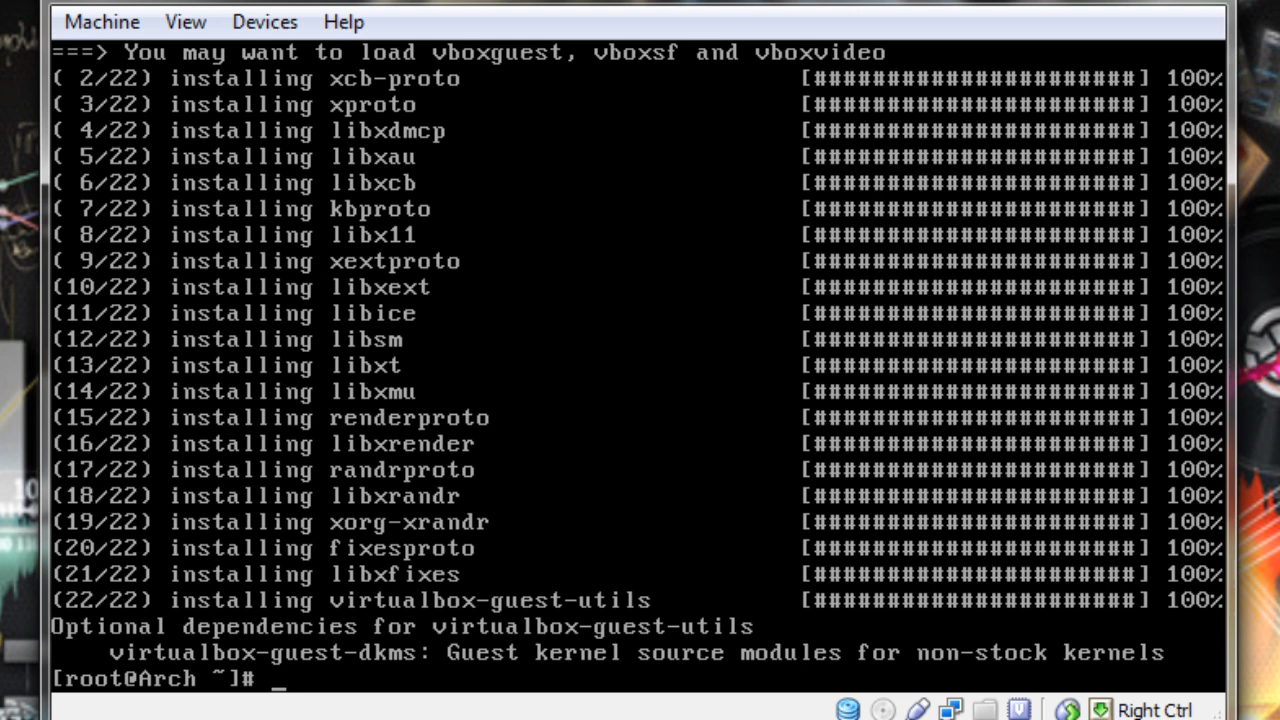 Machine View Devices Help
===> You may want to load vboxguest, vboxsf and vboxvideo
( 2/22) installing xcb-proto [######################] 100%
( 3/22) installing xproto [######################] 100%
( 4/22) installing libxdmcp [######################] 100%
( 5/22) installing libxau [######################] 100%
( 6/22) installing libxcb [######################] 100%
( 7/22) installing kbproto [######################] 100%
( 8/22) installing libx11 [######################] 100%
( 9/22) installing xextproto [######################] 100%
(10/22) installing libxext [######################] 100%
(11/22) installing libice [######################] 100%
(12/22) installing libsm [######################] 100%
(13/22) installing libxt [######################] 100%
(14/22) installing libxmu [######################] 100%
(15/22) installing renderproto [######################] 100%
(16/22) installing libxrender [######################] 100%
(17/22) installing randrproto [######################] 100%
(18/22) installing libxrandr [######################] 100%
(19/22) installing xorg-xrandr [######################] 100%
(20/22) installing fixesproto [######################] 100%
(21/22) installing libxfixes [######################] 100%
(22/22) installing virtualbox-guest-utils [######################] 100%
Optional dependencies for virtualbox-guest-utils
virtualbox-guest-dkms: Guest kernel source modules for non-stock kernels
[root@Arch ~]# _
Right Ctrl